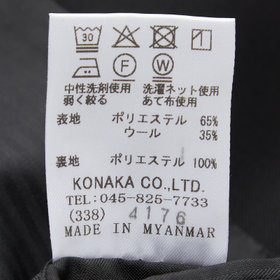 30
F W
中性洗剤使用 洗濯ネット使用
弱く絞る あて布使用
表地 ポリエステル 65%
ウール 35%
裏地 ポリエステル 100%
KONAKA CO.,LTD.
TEL:045-825-7733
(338) 4176
MADE IN MYANMAR